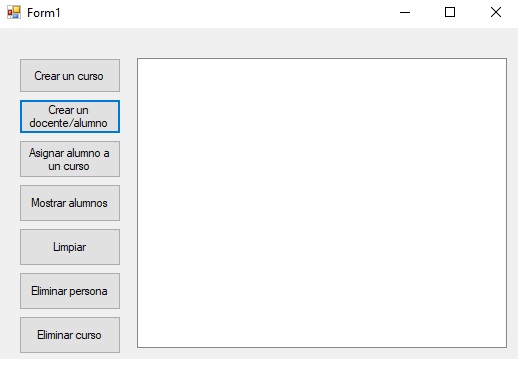 Form1
Crear un curso
Crear un
docente/alumno
Asignar alumno a
un curso
Mostrar alumnos
Limpiar
Eliminar persona
Eliminar curso